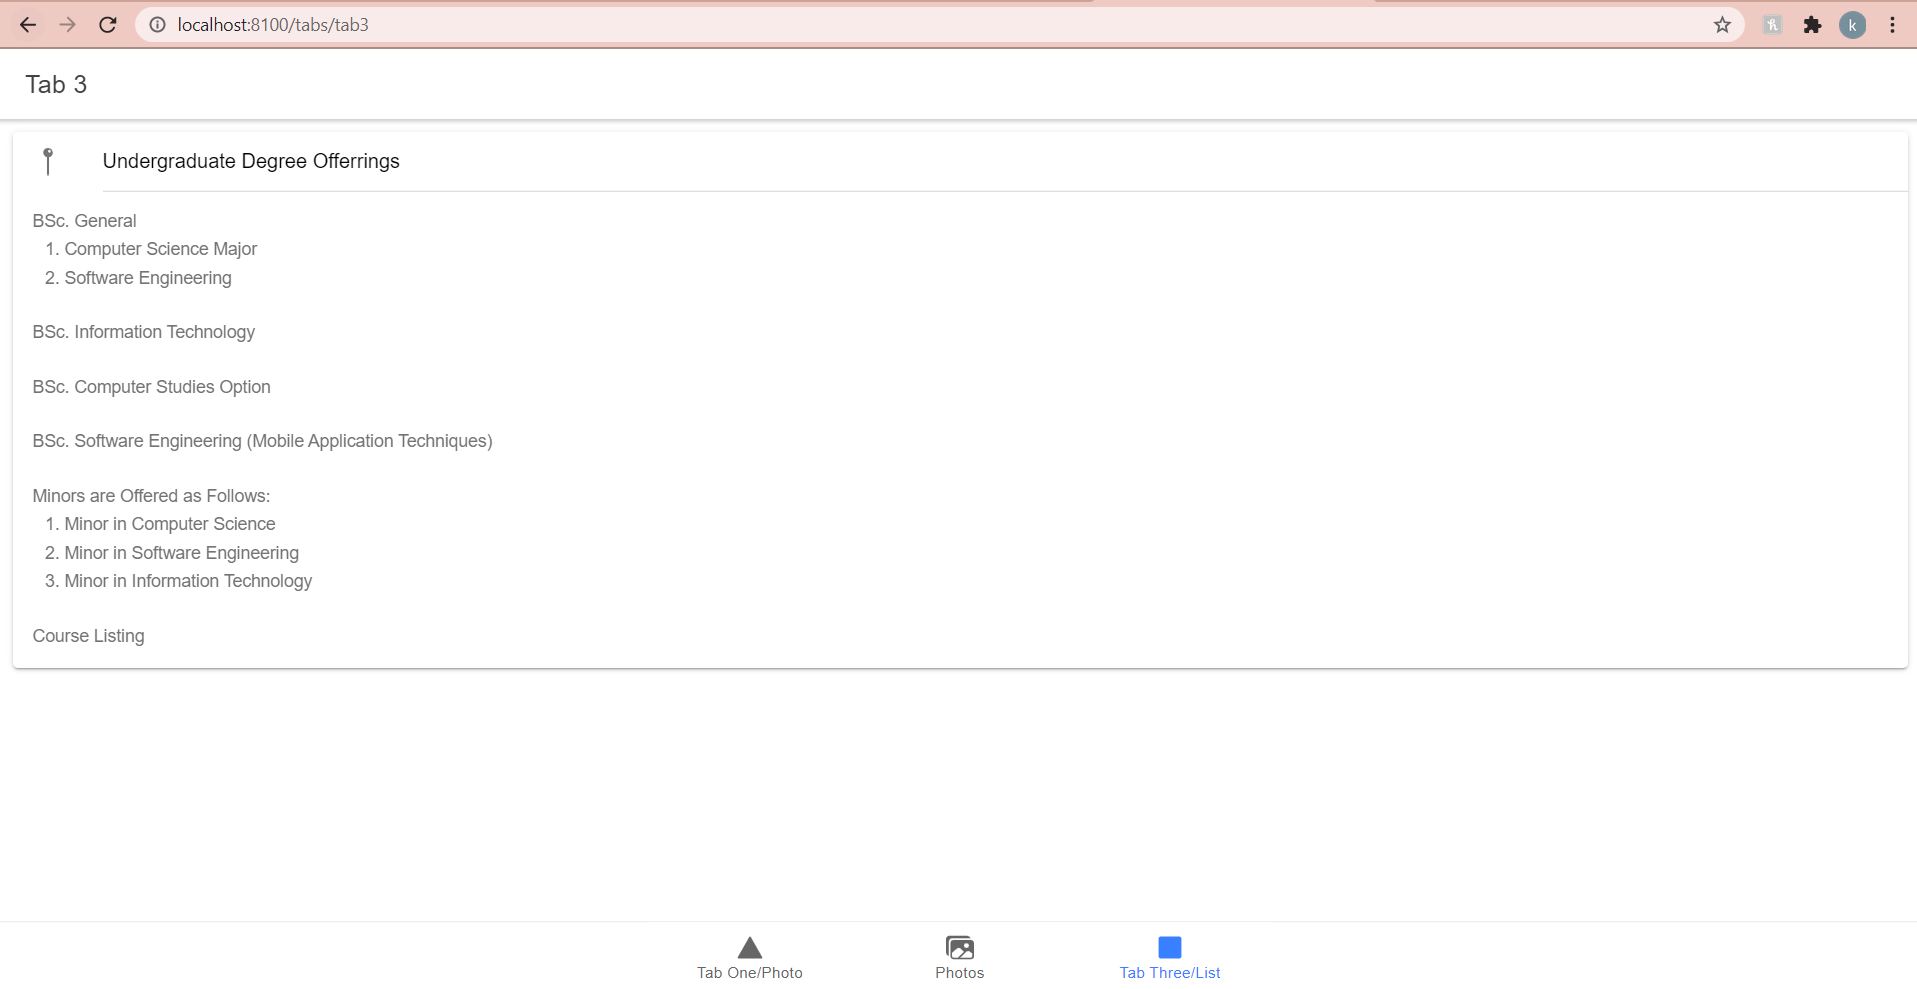 localhost:8100/tabs/tab3
k
Tab 3
Undergraduate Degree Offerrings
BSc. General
1. Computer Science Major
2. Software Engineering
BSc. Information Technology
BSc. Computer Studies Option
BSc. Software Engineering (Mobile Application Techniques)
Minors are Offered as Follows:
1. Minor in Computer Science
2. Minor in Software Engineering
3. Minor in Information Technology
Course Listing
Tab One/Photo
Photos
Tab Three/List